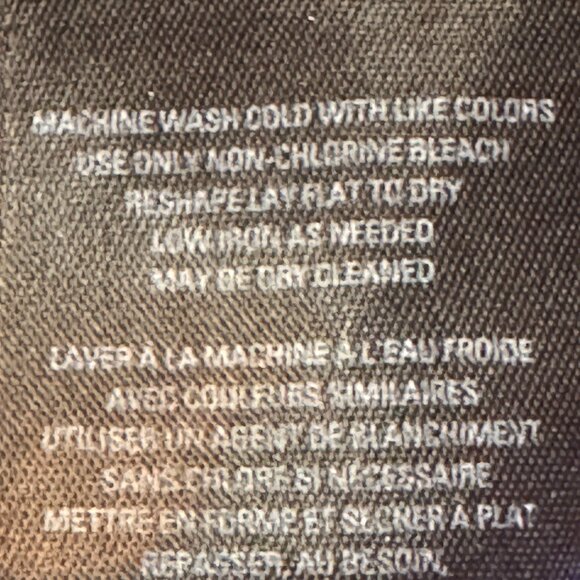 MACHINE WASH COLD WITH LIKE COLORS
USE ONLY NON-CHLORINE BLEACH
RESHAPE LAY FLAT TO DRY
LOW IRON AS NEEDED
MAY BE DRY CLEANED
LAVER À LA MACHINE À L'EAU FROIDE
AVEC COULEURS SIMILAIRES
UTILISER UN AGENT DE BLANCHIMENT
SANS CHLORE SI NÉCESSAIRE
METTRE EN FORME ET SÉCHER À PLAT
REPASSER AU BESOIN.